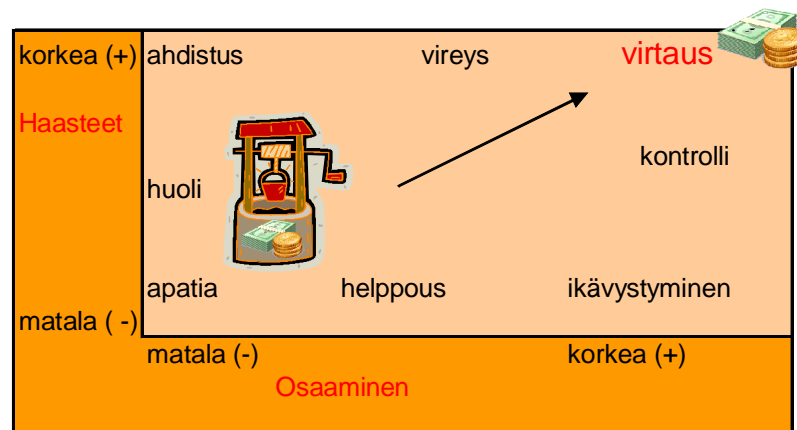 korkea (+) ahdistus vireys virtaus
Haasteet
kontrolli
huoli
apatia helppous ikävystyminen
matala ( -)
matala (-) korkea (+)
Osaaminen